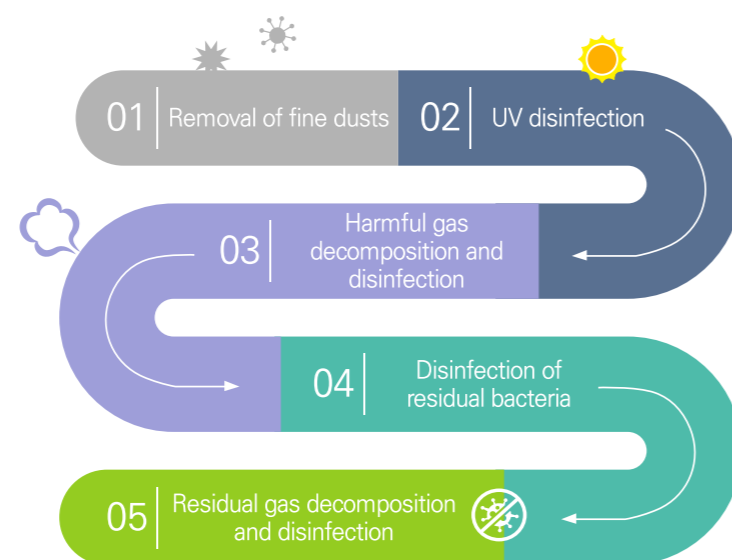 01 Removal of fine dusts
02 UV disinfection
03 Harmful gas
decomposition and
disinfection
04 Disinfection of
residual bacteria
05 Residual gas decomposition
and disinfection